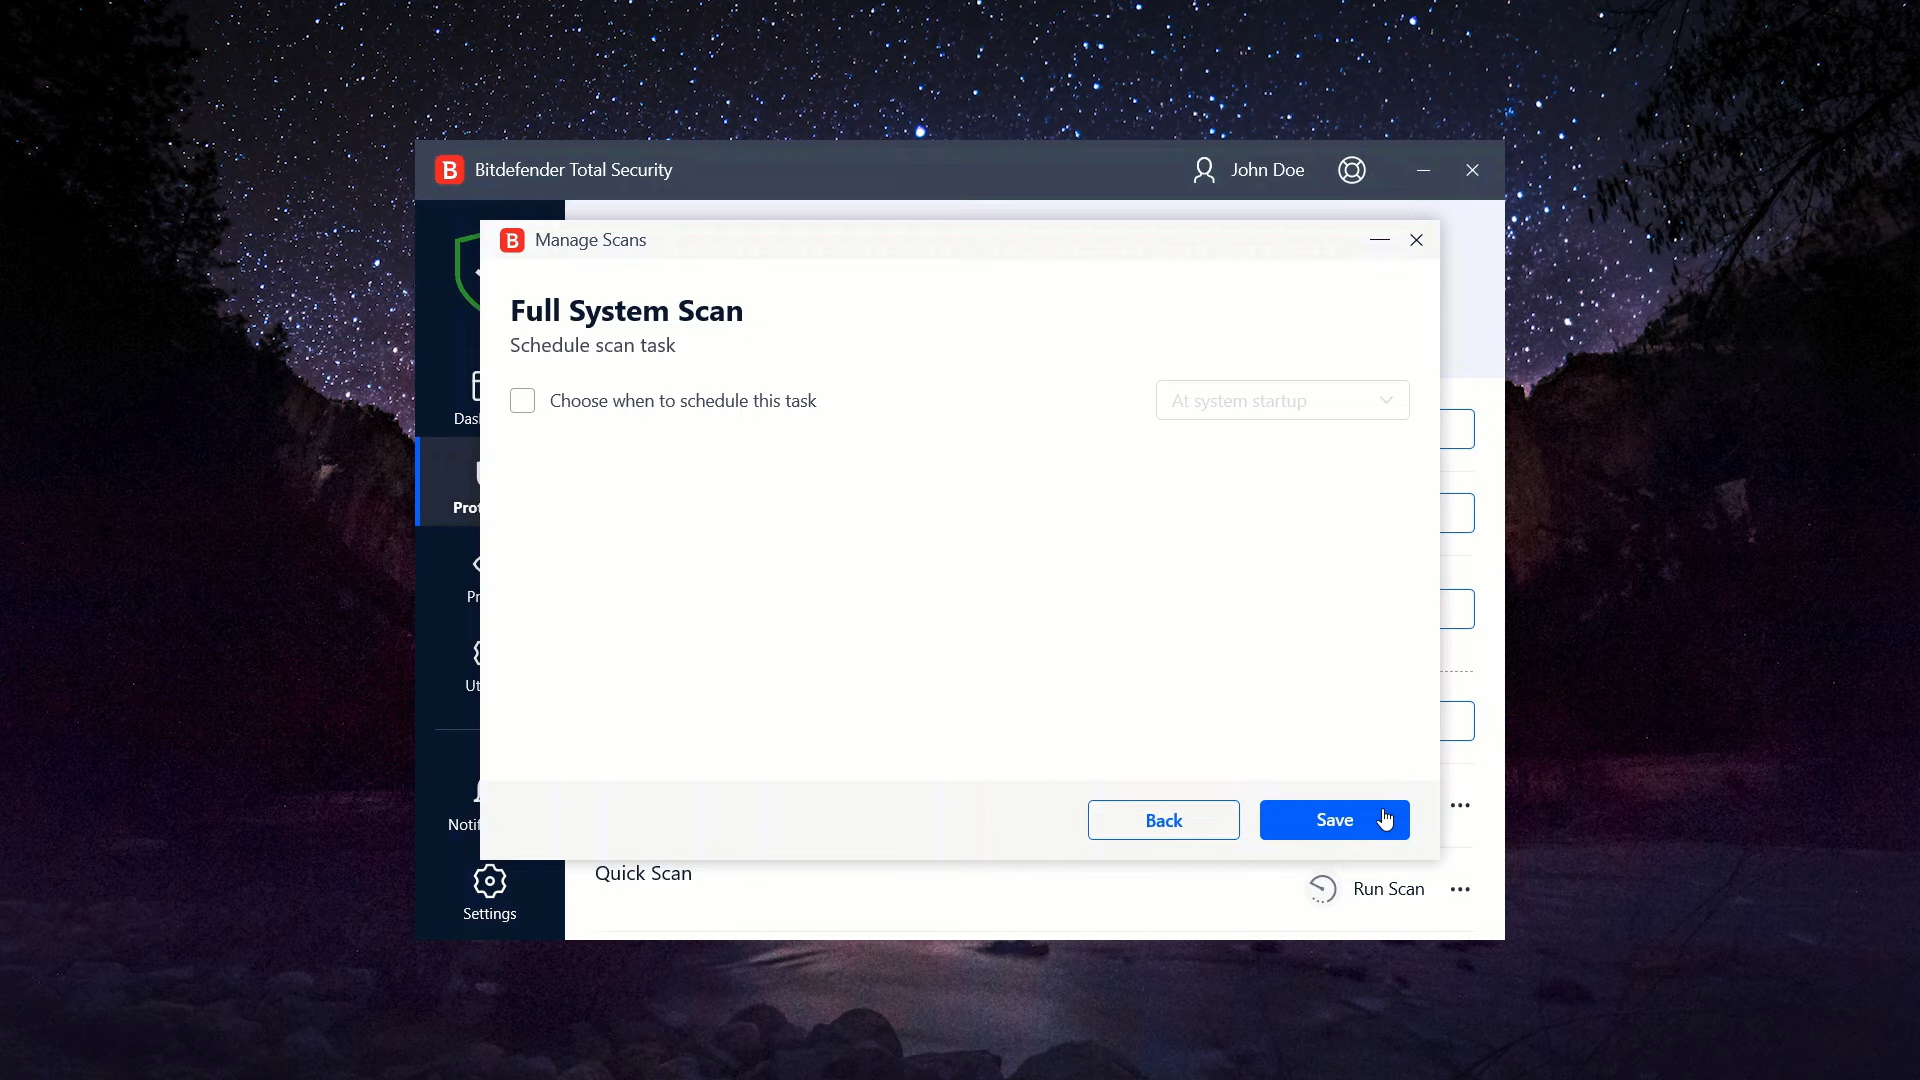 Bitdefender Total Security
John Doe
Manage Scans
Full System Scan
Schedule scan task
Choose when to schedule this task
At system startup
Back
Save
Quick Scan
Run Scan
Settings